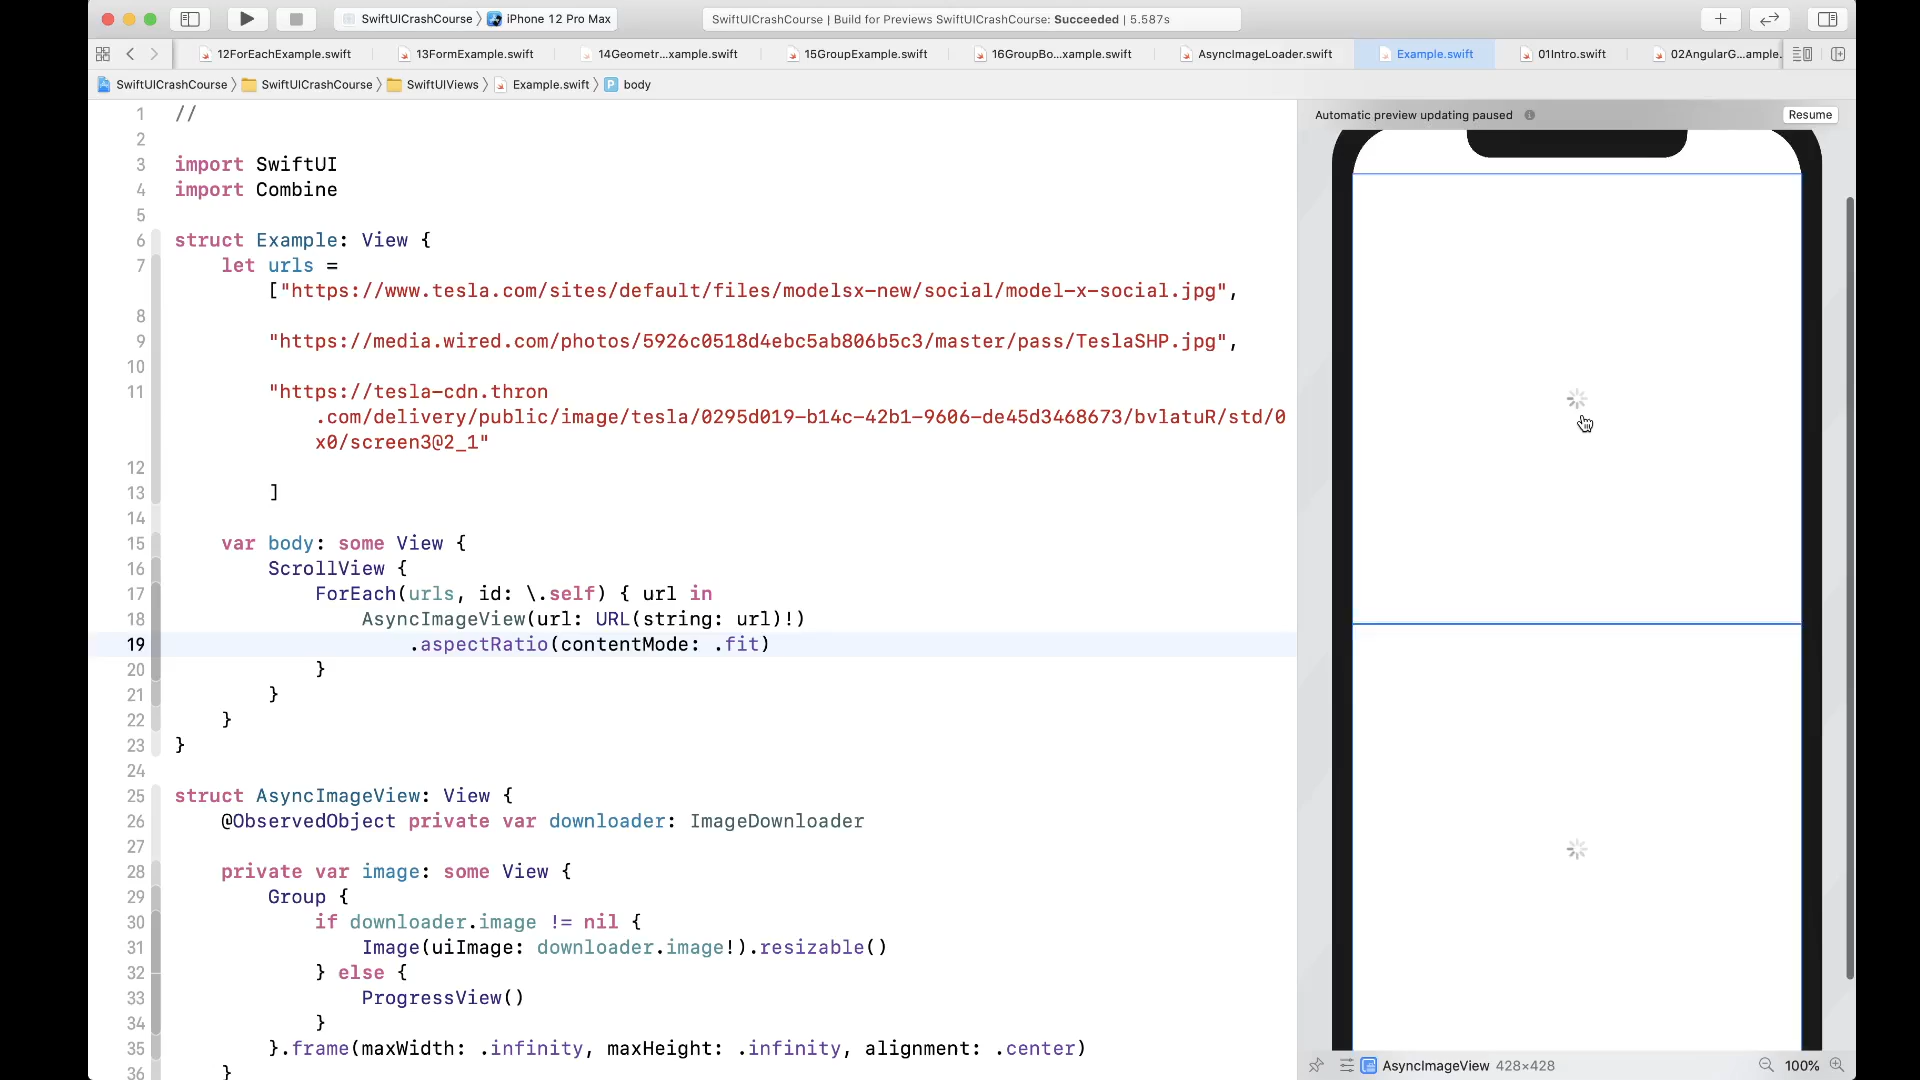 SwiftUICrashCourse 〉 iPhone 12 Pro Max
SwiftUICrashCourse | Build for Previews SwiftUICrashCourse: Succeeded | 5.587s
12ForEachExample.swift 13FormExample.swift 14Geometr...xample.swift 15GroupExample.swift 16GroupBo...xample.swift AsyncImageLoader.swift Example.swift 01Intro.swift 02AngularG...ample.
SwiftUICrashCourse 〉 SwiftUICrashCourse 〉 SwiftUIViews 〉 Example.swift 〉 P body
1 //
2
3 import SwiftUI
4 import Combine
5
6 struct Example: View {
7 let urls =
["https://www.tesla.com/sites/default/files/modelsx-new/social/model-x-social.jpg",
8
9 "https://media.wired.com/photos/5926c0518d4ebc5ab806b5c3/master/pass/TeslaSHP.jpg",
10
11 "https://tesla-cdn.thron
.com/delivery/public/image/tesla/0295d019-b14c-42b1-9606-de45d3468673/bvlatuR/std/0
x0/screen3@2_1"
12
13 ]
14
15 var body: some View {
16 ScrollView {
17 ForEach(urls, id: \.self) { url in
18 AsyncImageView(url: URL(string: url)!)
19 .aspectRatio(contentMode: .fit)
20 }
21 }
22 }
23 }
24
25 struct AsyncImageView: View {
26 @ObservedObject private var downloader: ImageDownloader
27
28 private var image: some View {
29 Group {
30 if downloader.image != nil {
31 Image(uiImage: downloader.image!).resizable()
32 } else {
33 ProgressView()
34 }
35 }.frame(maxWidth: .infinity, maxHeight: .infinity, alignment: .center)
36 }
Automatic preview updating paused
Resume
AsyncImageView 428×428
100%